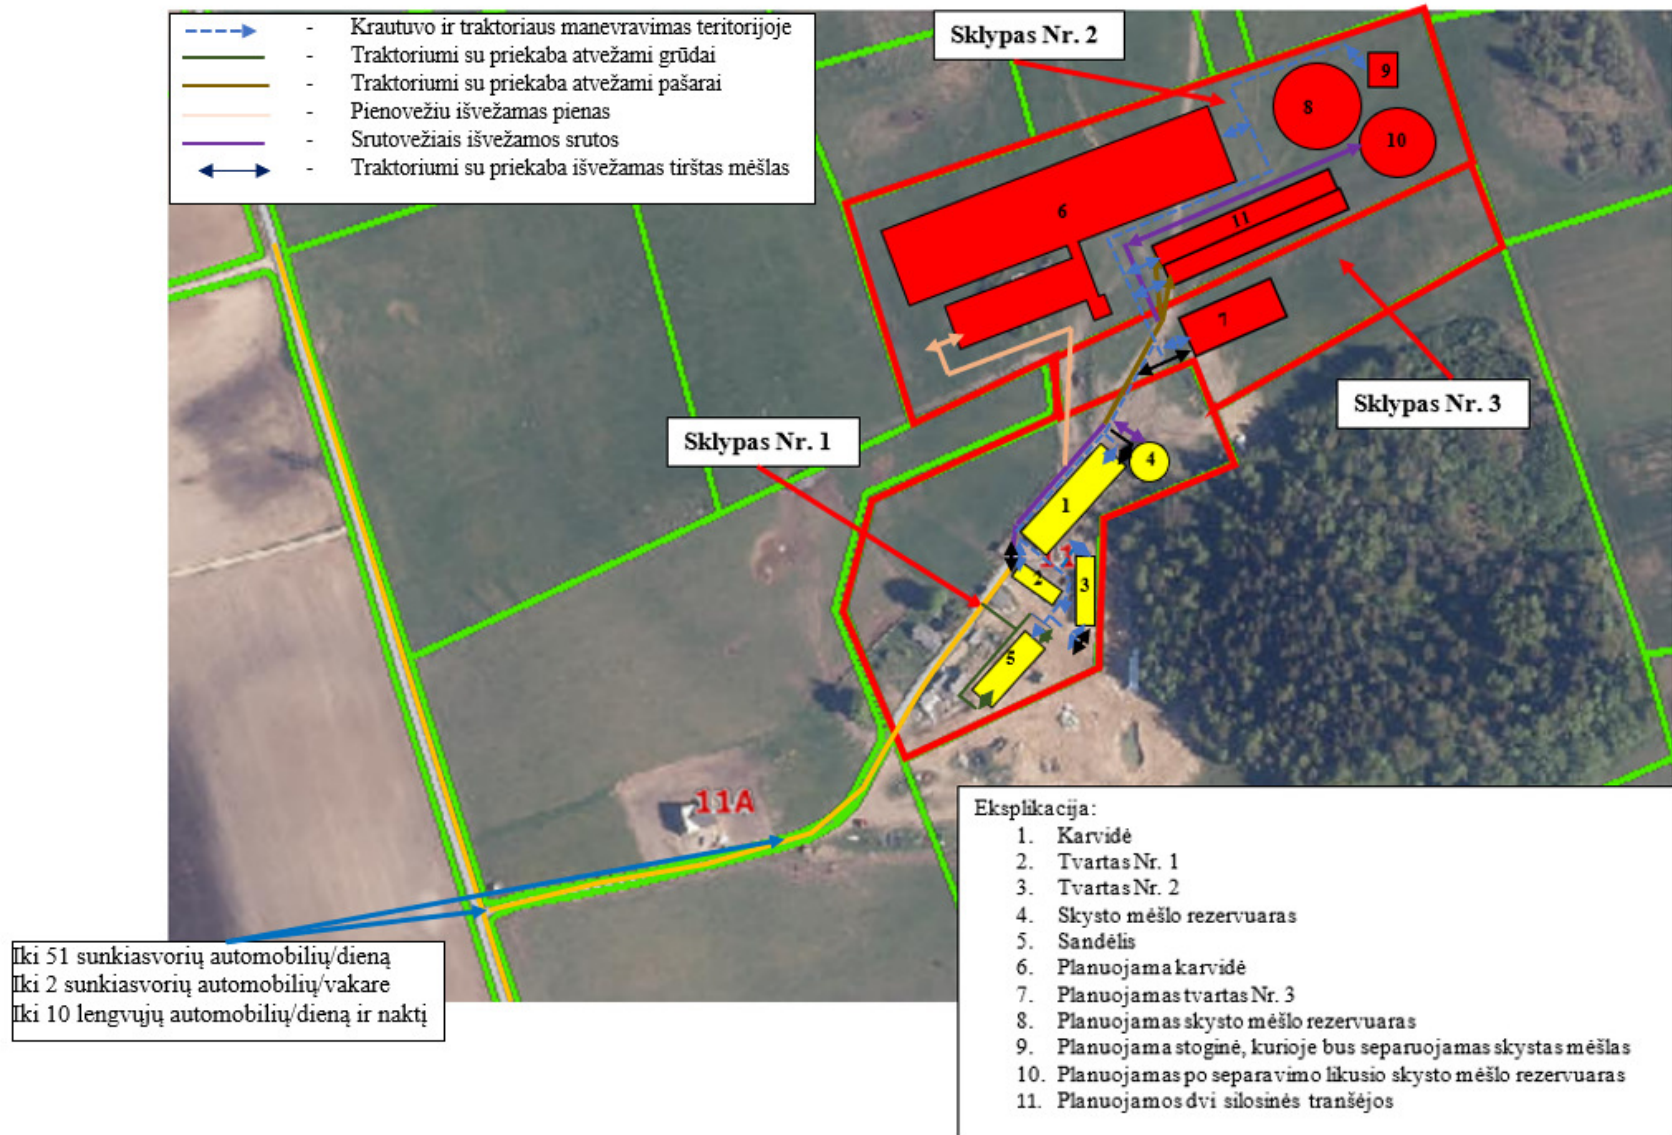 - Krautuvo ir traktoriaus manevravimas teritorijoje
- Traktoriumi su priekaba atvežami grūdai
- Traktoriumi su priekaba atvežami pašarai
- Pienovežiu išvežamas pienas
- Srutovežiais išvežamos srutos
- Traktoriumi su priekaba išvežamas tirštas mėšlas
Sklypas Nr. 2
9
8
10
6
11
7
Sklypas Nr. 3
Sklypas Nr. 1
4
1
11
2
3
5
11A
Iki 51 sunkiasvorių automobilių/dieną
Iki 2 sunkiasvorių automobilių/vakare
Iki 10 lengvųjų automobilių/dieną ir naktį
Eksplikacija:
1. Karvidė
2. Tvartas Nr. 1
3. Tvartas Nr. 2
4. Skysto mėšlo rezervuaras
5. Sandėlis
6. Planuojama karvidė
7. Planuojamas tvartas Nr. 3
8. Planuojamas skysto mėšlo rezervuaras
9. Planuojama stoginė, kurioje bus separuojamas skystas mėšlas
10. Planuojamas po separavimo likusio skysto mėšlo rezervuaras
11. Planuojamos dvi silosinės tranšėjos